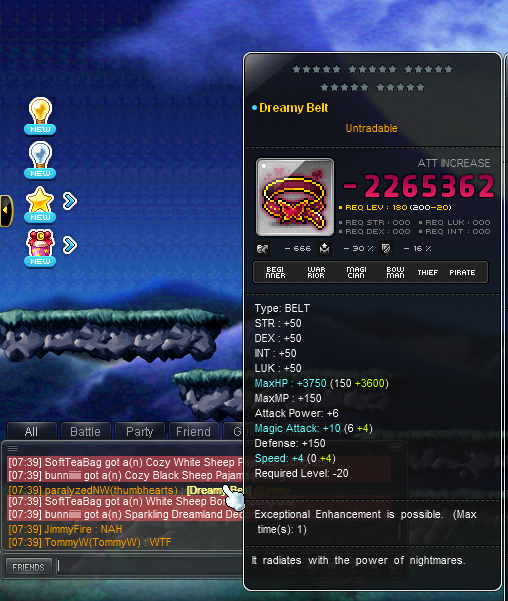 Dreamy Belt
Untradable
ATT INCREASE
-2265362
REQ LEV : 180 (200-20)
REQ STR : 000 REQ LUK : 000
REQ DEX : 000 REQ INT : 000
- 666 - 30 % - 16 %
BEGINNER WARRIOR MAGICIAN BOWMAN THIEF PIRATE
Type: BELT
STR : +50
DEX : +50
INT : +50
LUK : +50
MaxHP : +3750 (150 +3600)
MaxMP : +150
Attack Power: +6
Magic Attack: +10 (6 +4)
Defense: +150
Speed: +4 (0 +4)
Required Level: -20
Exceptional Enhancement is possible. (Max
time(s): 1)
It radiates with the power of nightmares.
NEW
NEW
NEW
NEW
All Battle Party Friend G
[07:39] SoftTeaBag got a(n) Cozy White Sheep P
[07:39] bunniiiiii got a(n) Cozy Black Sheep Pajam
[07:39] paralyzedNW(thumbhearts) : [Dreamy Be
[07:39] SoftTeaBag got a(n) White Sheep Bo
[07:39] bunniiiiii got a(n) Sparkling Dreamland Dec
[07:39] JimmyFire : NAH
[07:39] TommyW(TommyW) : WTF
FRIENDS